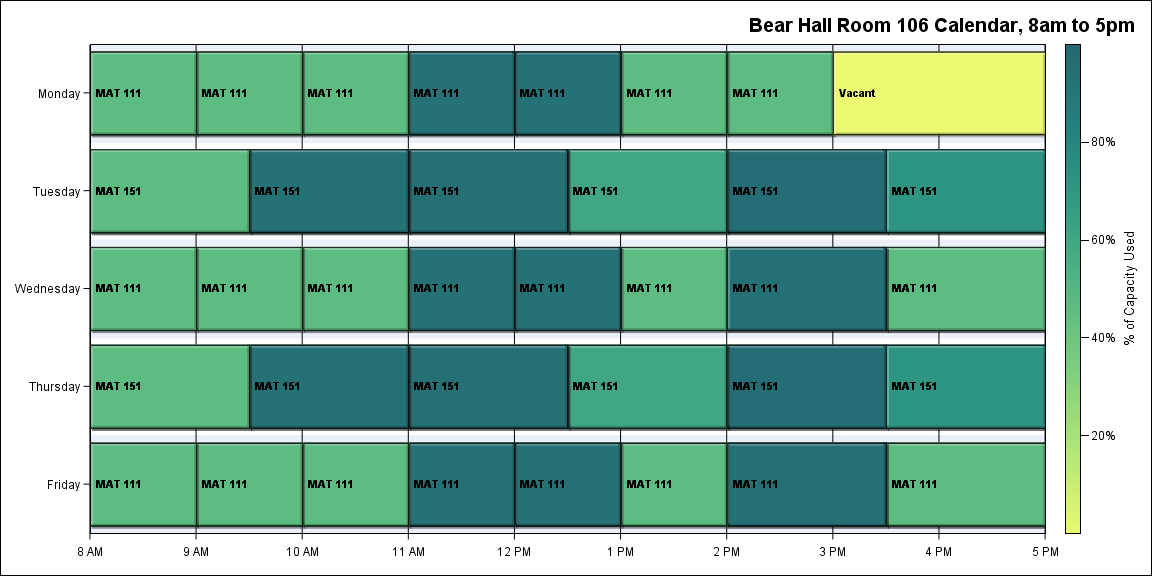 Bear Hall Room 106 Calendar, 8am to 5pm
Monday
MAT 111
MAT 111
MAT 111
MAT 111
MAT 111
MAT 111
MAT 111
Vacant
Tuesday
MAT 151
MAT 151
MAT 151
MAT 151
MAT 151
MAT 151
Wednesday
MAT 111
MAT 111
MAT 111
MAT 111
MAT 111
MAT 111
MAT 111
MAT 111
Thursday
MAT 151
MAT 151
MAT 151
MAT 151
MAT 151
MAT 151
Friday
MAT 111
MAT 111
MAT 111
MAT 111
MAT 111
MAT 111
MAT 111
MAT 111
8 AM
9 AM
10 AM
11 AM
12 PM
1 PM
2 PM
3 PM
4 PM
5 PM
80%
60%
40%
20%
% of Capacity Used